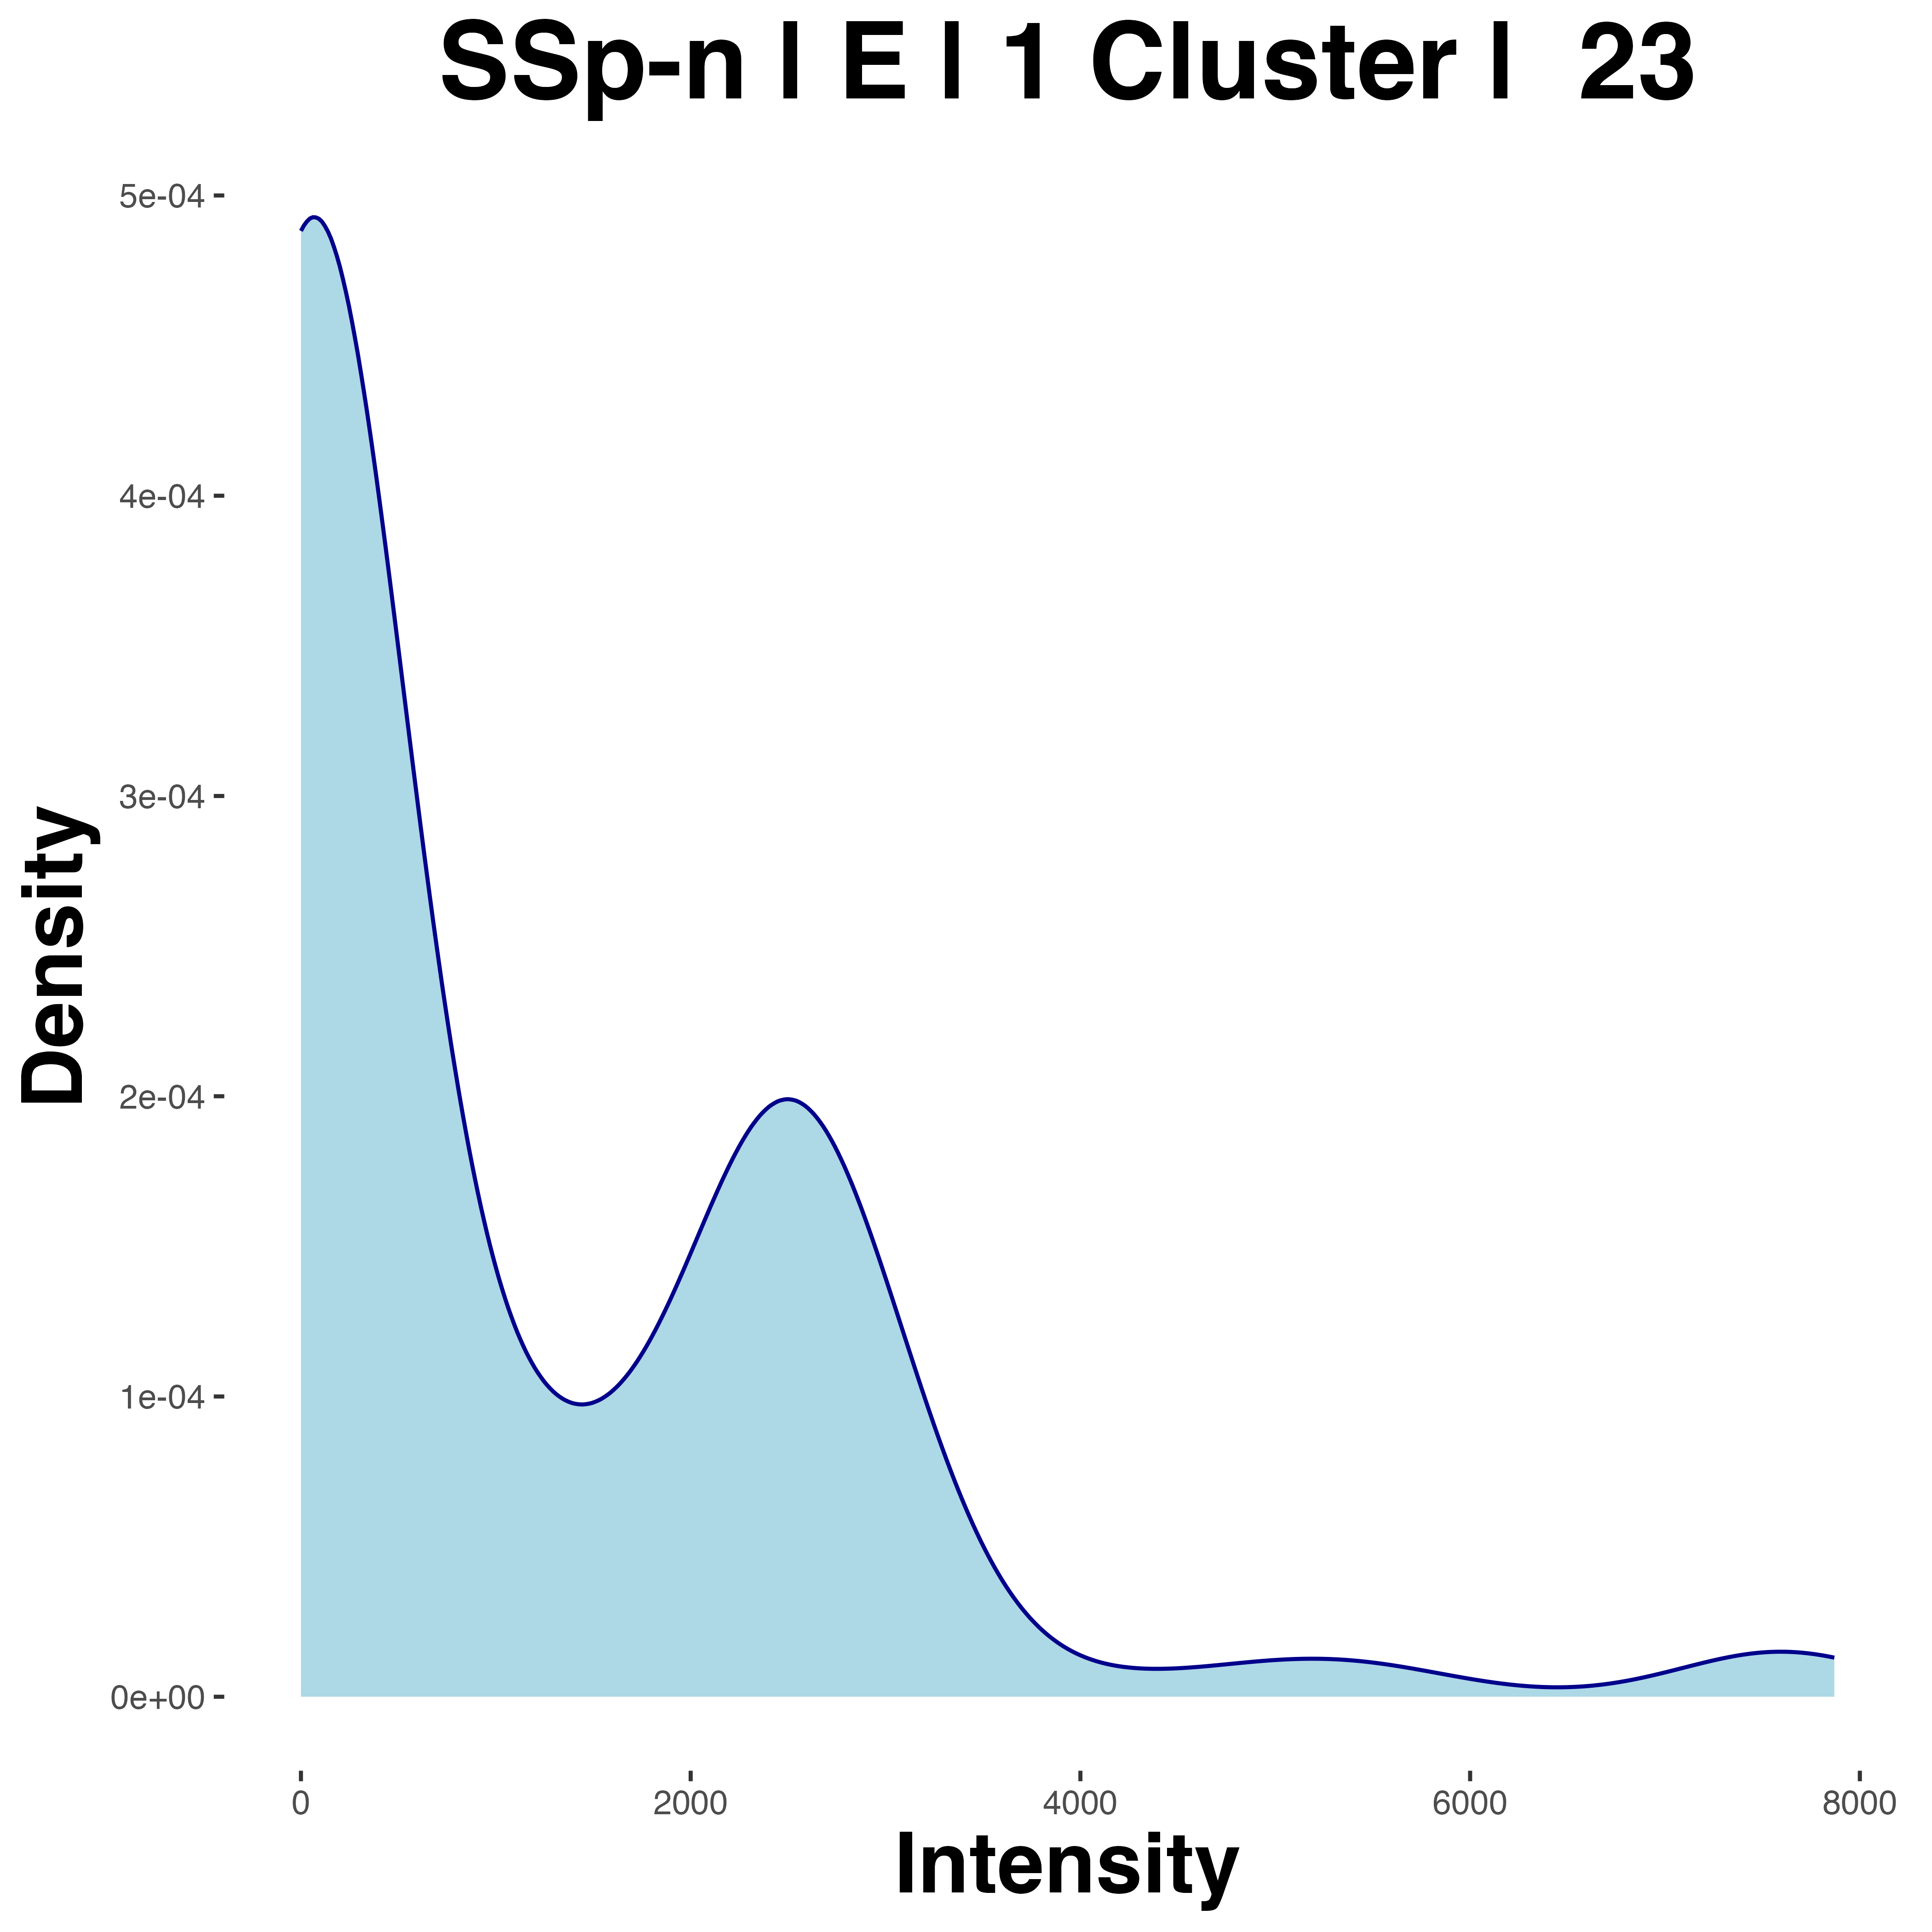 SSp-n | E | 1 Cluster | 23
5e-04
4e-04
3e-04
2e-04
1e-04
0e+00
Density
0 2000 4000 6000 8000
Intensity